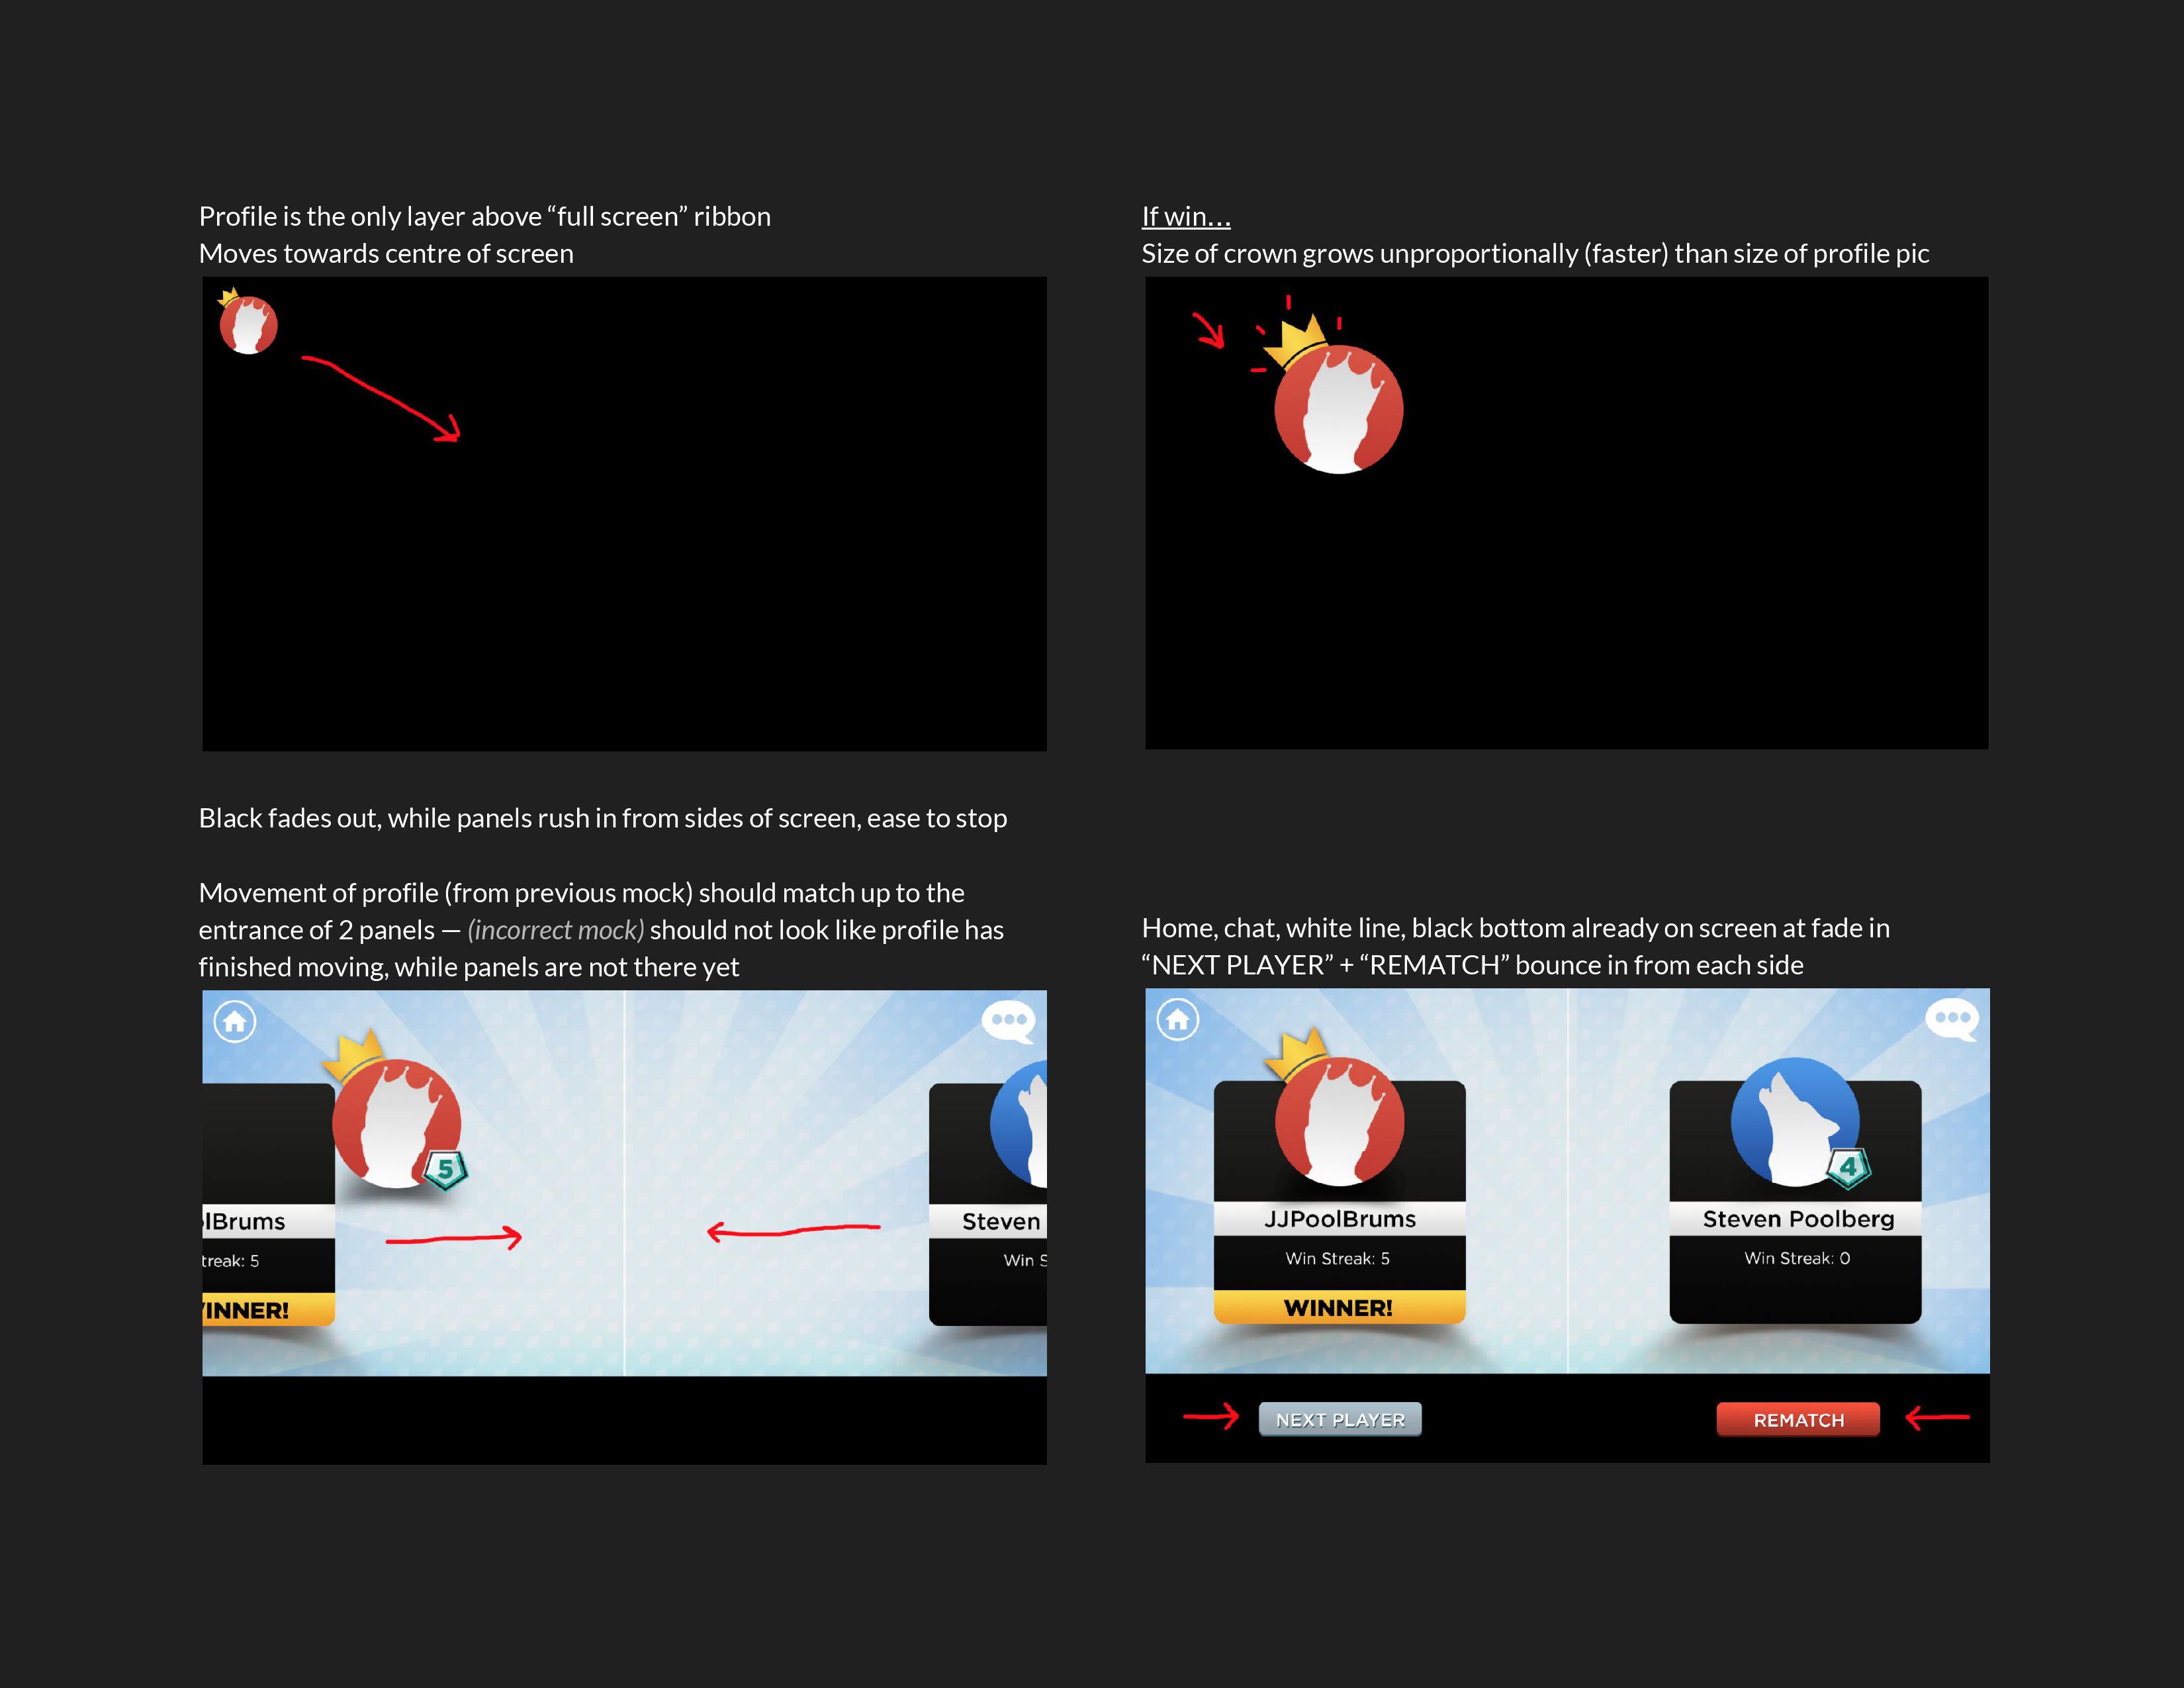 Profile is the only layer above “full screen” ribbon
Moves towards centre of screen
If win...
Size of crown grows unproportionally (faster) than size of profile pic
Black fades out, while panels rush in from sides of screen, ease to stop
Movement of profile (from previous mock) should match up to the
entrance of 2 panels — (incorrect mock) should not look like profile has
finished moving, while panels are not there yet
5
lBrums
Steven
treak: 5
Win S
INNER!
Home, chat, white line, black bottom already on screen at fade in
“NEXT PLAYER” + “REMATCH” bounce in from each side
4
JJPoolBrums
Steven Poolberg
Win Streak: 5
Win Streak: 0
WINNER!
NEXT PLAYER
REMATCH